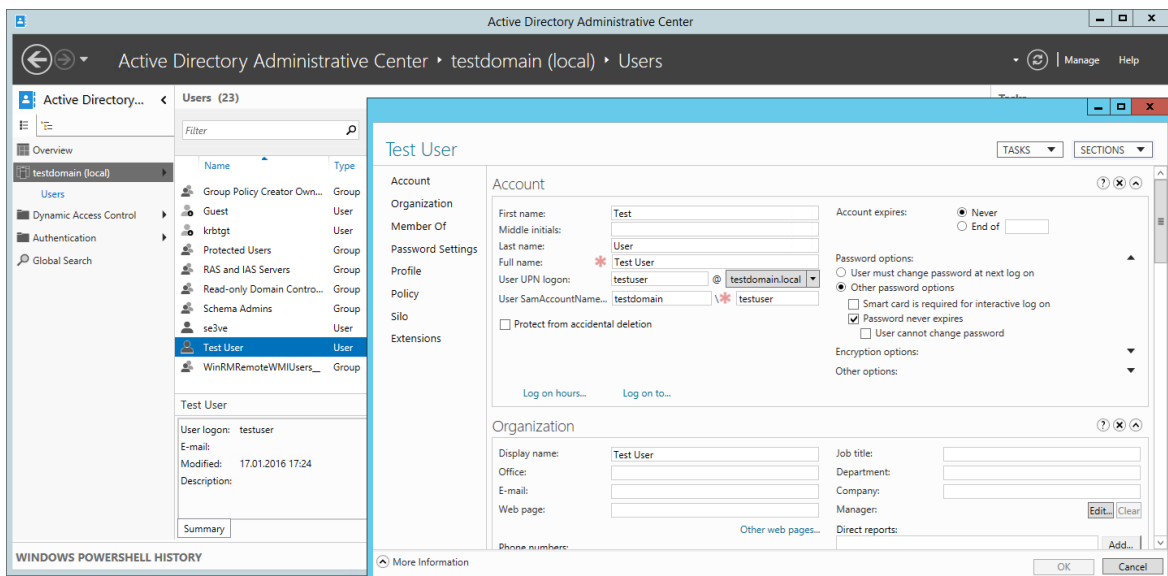 Active Directory Administrative Center
Active Directory Administrative Center ‣ testdomain (local) ‣ Users
Manage
Help
Active Directory...
Overview
testdomain (local)
Users
Dynamic Access Control
Authentication
Global Search
Users (23)
Filter
Name Type
Group Policy Creator Own... Group
Guest User
krbtgt User
Protected Users Group
RAS and IAS Servers Group
Read-only Domain Contro... Group
Schema Admins Group
se3ve User
Test User User
WinRMRemoteWMIUsers__ Group
Test User
User logon: testuser
E-mail:
Modified: 17.01.2016 17:24
Description:
Summary
WINDOWS POWERSHELL HISTORY
Tasks
Test User
TASKS
SECTIONS
Account
Organization
Member Of
Password Settings
Profile
Policy
Silo
Extensions
Account
First name: Test
Middle initials:
Last name: User
Full name: Test User
User UPN logon: testuser @ testdomain.local
User SamAccountName... testdomain \ testuser
Protect from accidental deletion
Log on hours... Log on to...
Account expires: Never
End of
Password options:
User must change password at next log on
Other password options
Smart card is required for interactive log on
Password never expires
User cannot change password
Encryption options:
Other options:
Organization
Display name: Test User
Office:
E-mail:
Web page:
Other web pages...
Phone numbers:
Job title:
Department:
Company:
Manager:
Edit... Clear
Direct reports:
Add...
More Information
OK Cancel